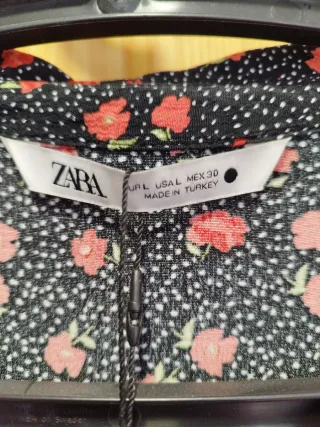 ZARA
EUR L USA L MEX 30
MADE IN TURKEY